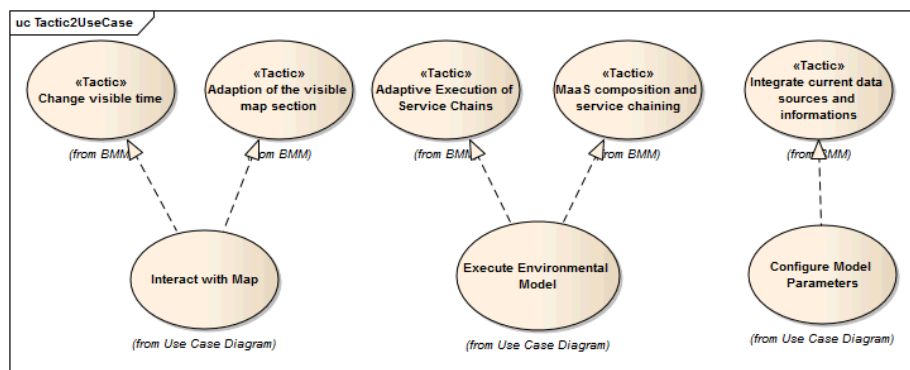 uc Tactic2UseCase
«Tactic»
Change visible time
(from BMM)
«Tactic»
Adaption of the visible
map section
(from BMM)
«Tactic»
Adaptive Execution of
Service Chains
(from BMM)
«Tactic»
MaaS composition and
service chaining
(from BMM)
«Tactic»
Integrate current data
sources and
informations
(from BMM)
Interact with Map
(from Use Case Diagram)
Execute Environmental
Model
(from Use Case Diagram)
Configure Model
Parameters
(from Use Case Diagram)